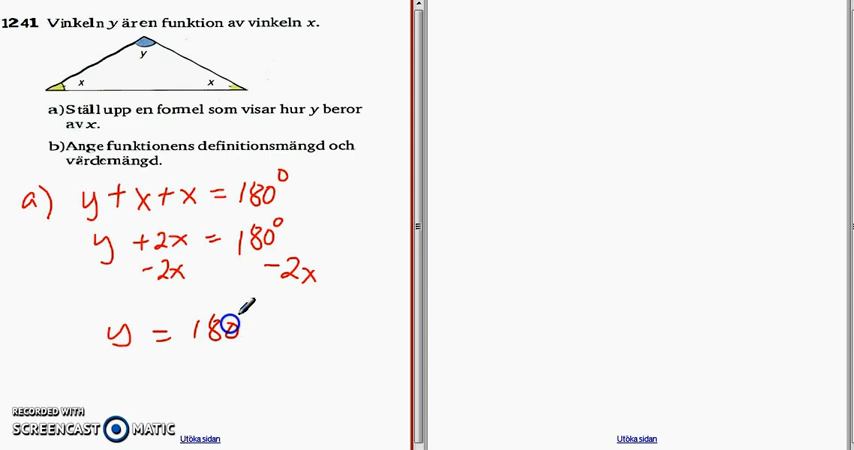 1241 Vinkeln y är en funktion av vinkeln x.
y
x x
a) Ställ upp en formel som visar hur y beror
av x.
b) Ange funktionens definitionsmängd och
värdemängd.
a) y + x + x = 180°
y + 2x = 180°
-2x -2x
y = 180
RECORDED WITH
SCREENCAST MATIC
Utöka sidan Utöka sidan